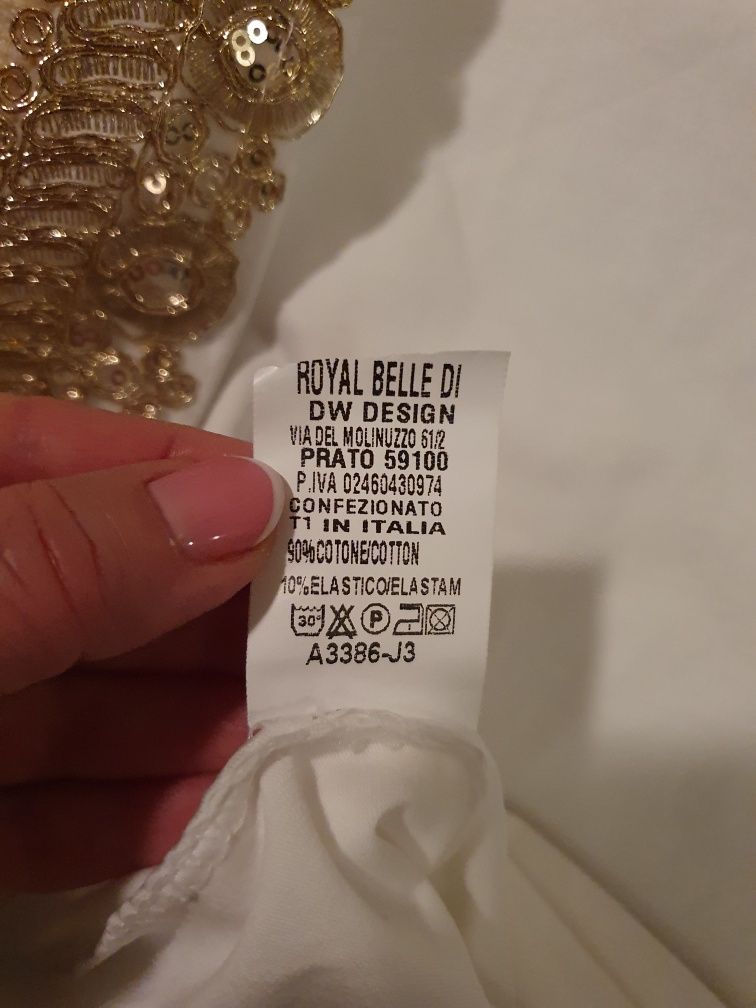 ROYAL BELLE DI
DW DESIGN
VIA DEL MOLINUZZO 61/2
PRATO 59100
P.IVA 02460430974
CONFEZIONATO
T1 IN ITALIA
90%COTONE/COTTON
10%ELASTICO/ELASTAM
30° P
A3386-J3